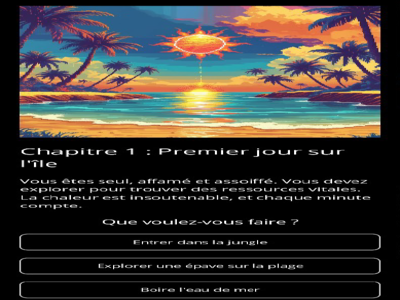 Chapitre 1 : Premier jour sur
l'île
Vous êtes seul, affamé et assoiffé. Vous devez
explorer pour trouver des ressources vitales.
La chaleur est insoutenable, et chaque minute
compte.
Que voulez-vous faire ?
Entrer dans la jungle
Explorer une épave sur la plage
Boire l'eau de mer